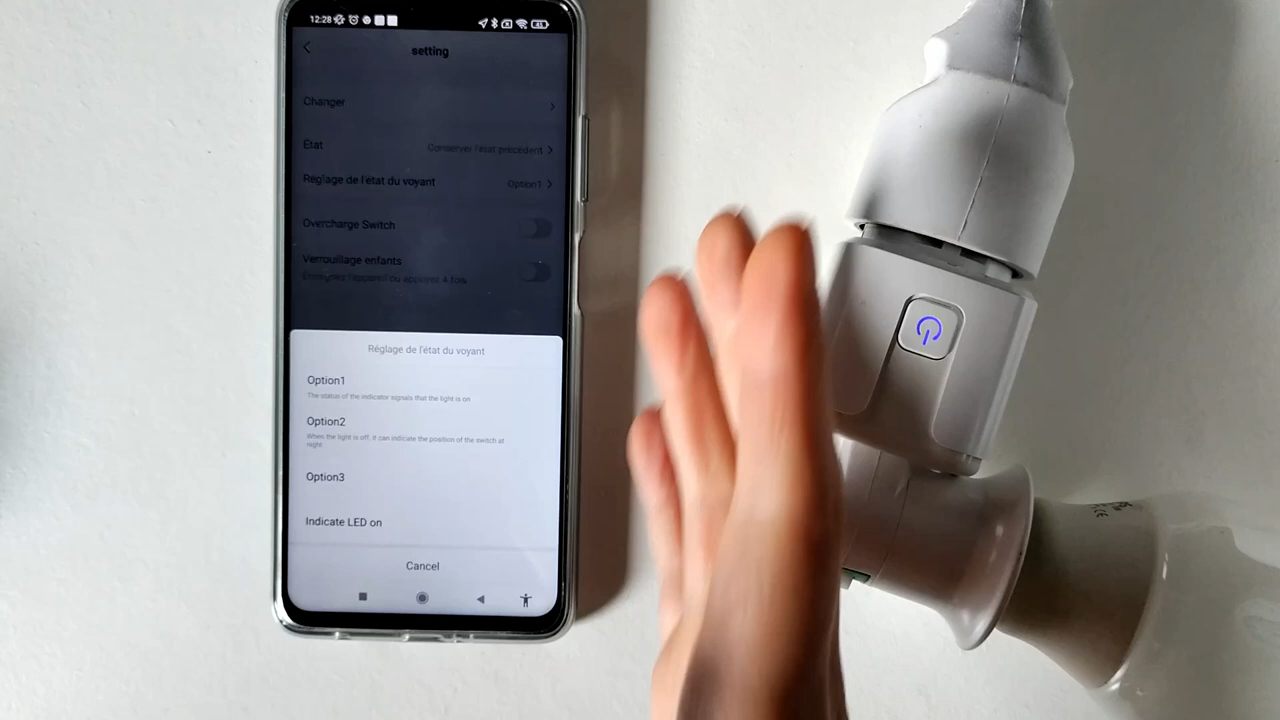 12:28
setting
Changer
État Conserver l'état précédent
Réglage de l'état du voyant Option1
Overcharge Switch
Verrouillage enfants
Réglage de l'état du voyant
Option1
The status of the indicator signals that the light is on
Option2
When the light is off, it can indicate the position of the switch at
night
Option3
Indicate LED on
Cancel